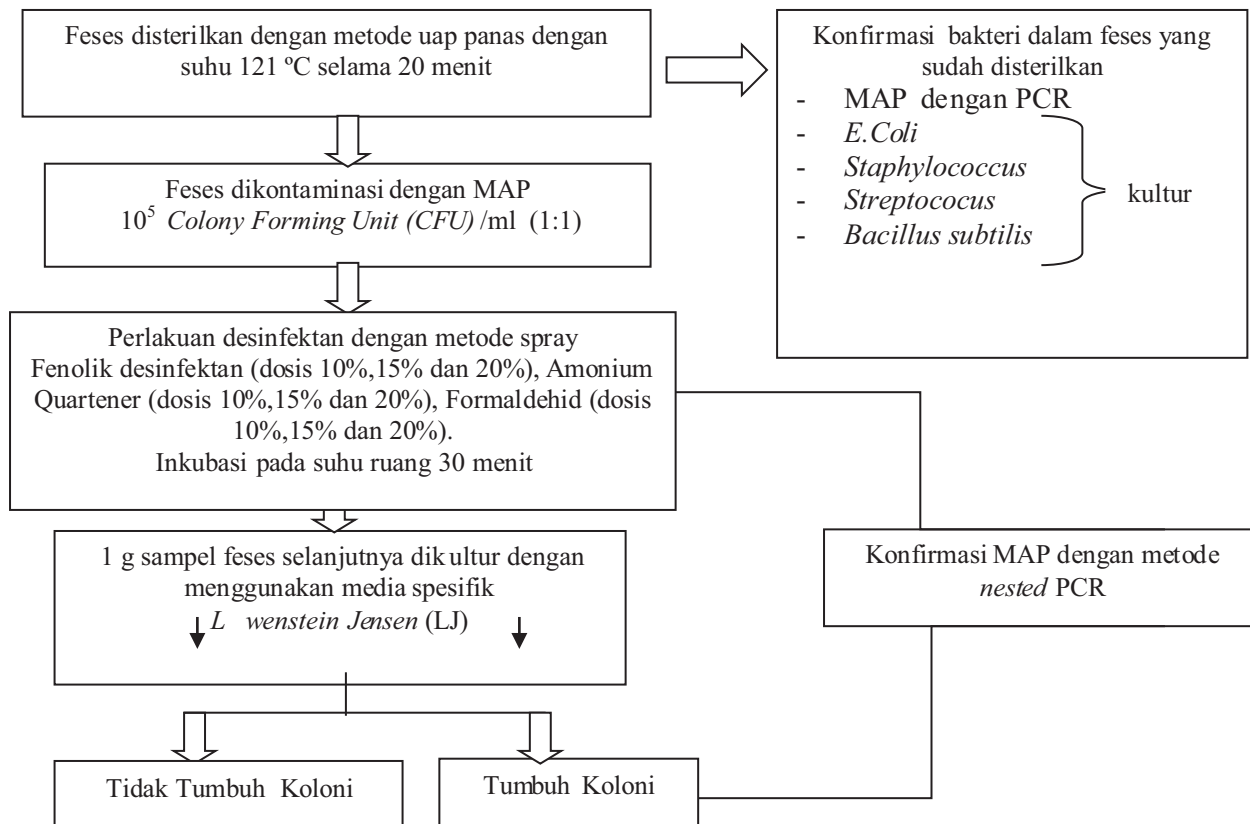 Feses disterilkan dengan metode uap panas dengan
suhu 121 ºC selama 20 menit
Konfirmasi bakteri dalam feses yang
sudah disterilkan
- MAP dengan PCR
- E.Coli
- Staphylococcus
- Streptococus
- Bacillus subtilis
kultur
Feses dikontaminasi dengan MAP
10⁵ Colony Forming Unit (CFU) /ml (1:1)
Perlakuan desinfektan dengan metode spray
Fenolik desinfektan (dosis 10%,15% dan 20%), Amonium
Quartener (dosis 10%,15% dan 20%), Formaldehid (dosis
10%,15% dan 20%).
Inkubasi pada suhu ruang 30 menit
1 g sampel feses selanjutnya dikultur dengan
menggunakan media spesifik
L wenstein Jensen (LJ)
Konfirmasi MAP dengan metode
nested PCR
Tidak Tumbuh Koloni
Tumbuh Koloni